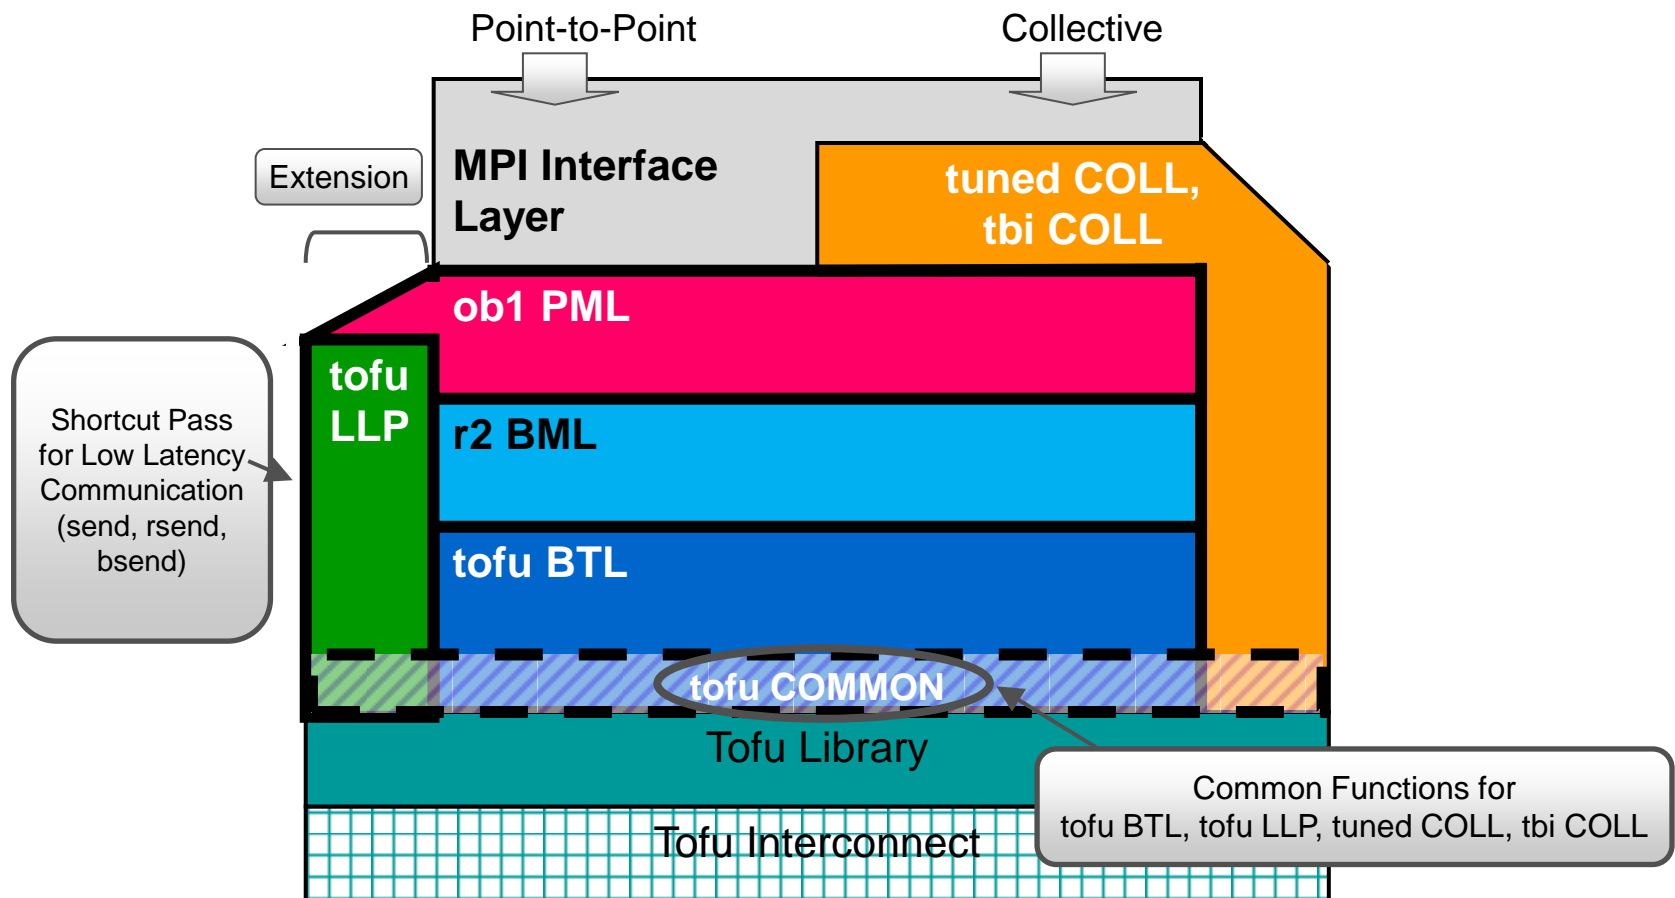 Point-to-Point
Collective
Extension
MPI Interface
Layer
tuned COLL,
tbi COLL
ob1 PML
tofu
LLP
r2 BML
Shortcut Pass
for Low Latency
Communication
(send, rsend,
bsend)
tofu BTL
tofu COMMON
Tofu Library
Common Functions for
tofu BTL, tofu LLP, tuned COLL, tbi COLL
Tofu Interconnect